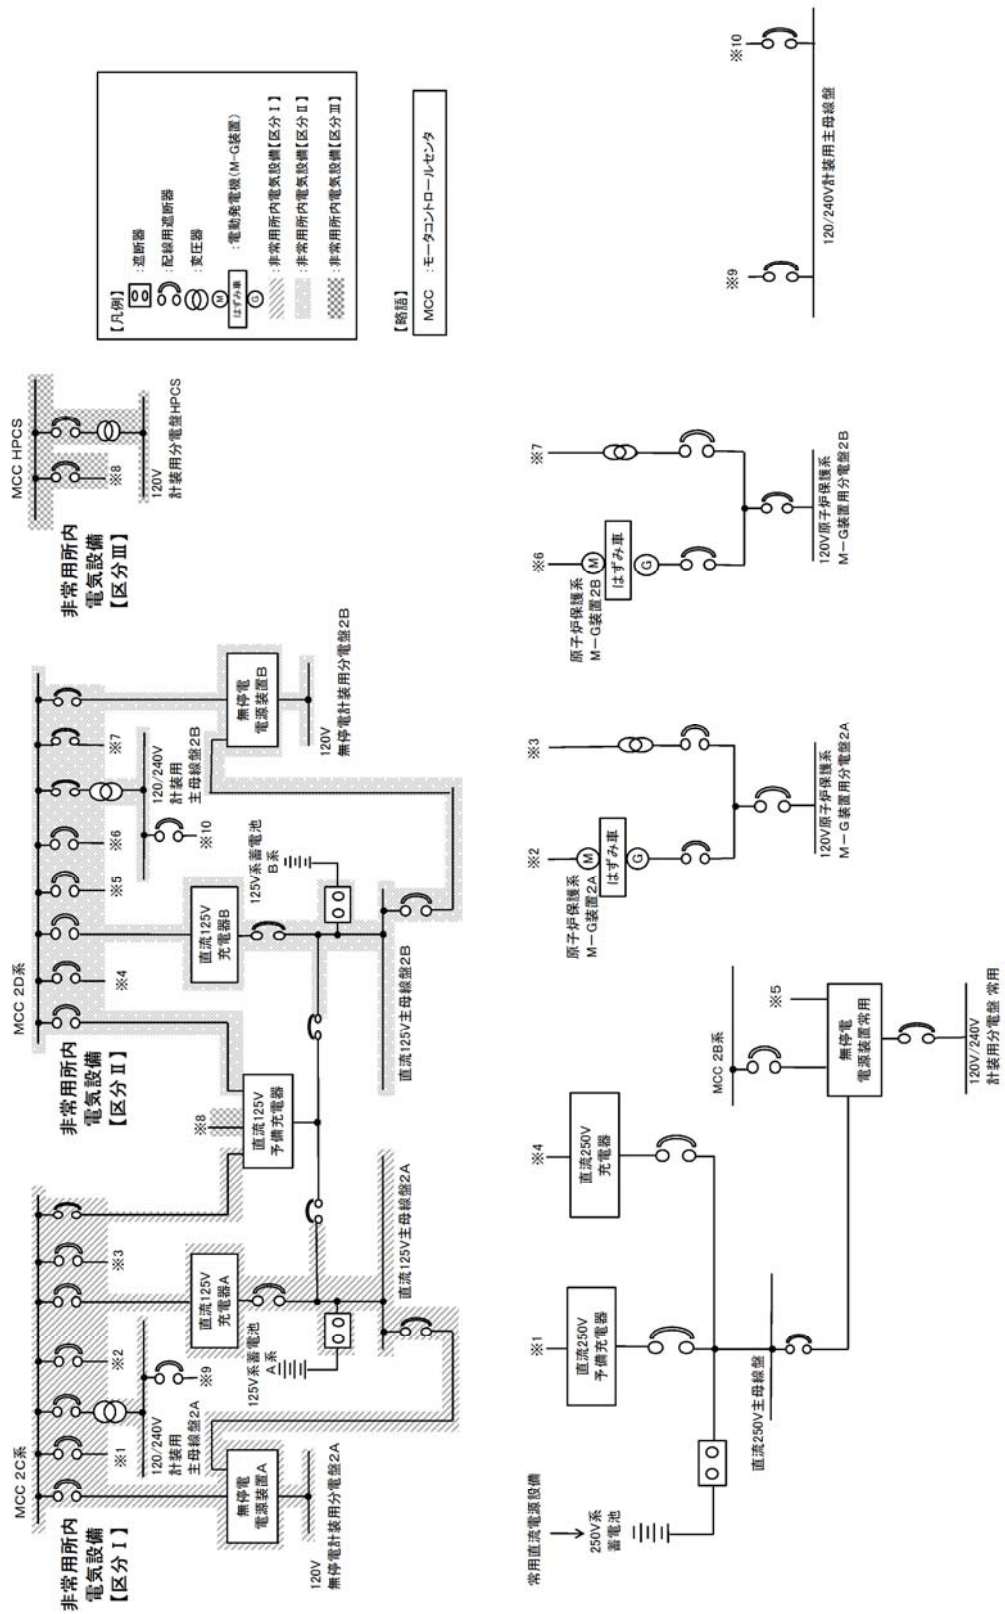 非常用所内
電気設備
【区分Ⅰ】
MCC 2C系
※1
※2
※3
120/240V
計装用
主母線盤2A
※9
無停電
電源装置A
120V
無停電計装用分電盤2A
直流125V
充電器A
125V系蓄電池
A系
直流125V主母線盤2A
※8
直流125V
予備充電器
非常用所内
電気設備
【区分Ⅱ】
MCC 2D系
※4
※5
※6
※7
直流125V
充電器B
120/240V
計装用
主母線盤2B
※10
125V系蓄電池
B系
無停電
電源装置B
120V
無停電計装用分電盤2B
直流125V主母線盤2B
非常用所内
電気設備
【区分Ⅲ】
MCC HPCS
※8
120V
計装用分電盤HPCS
【凡例】
:遮断器
:配線用遮断器
:変圧器
M
はずみ車
G
:電動発電機(M-G装置)
:非常用所内電気設備【区分Ⅰ】
:非常用所内電気設備【区分Ⅱ】
:非常用所内電気設備【区分Ⅲ】
【略語】
MCC :モータコントロールセンタ
常用直流電源設備
250V系
蓄電池
※1
直流250V
予備充電器
※4
直流250V
充電器
直流250V主母線盤
MCC 2B系
※5
無停電
電源装置常用
120V/240V
計装用分電盤 常用
※2
※3
原子炉保護系
M-G装置2A
M
はずみ車
G
120V原子炉保護系
M-G装置用分電盤2A
※6
※7
原子炉保護系
M-G装置2B
M
はずみ車
G
120V原子炉保護系
M-G装置用分電盤2B
※9
※10
120/240V計装用主母線盤